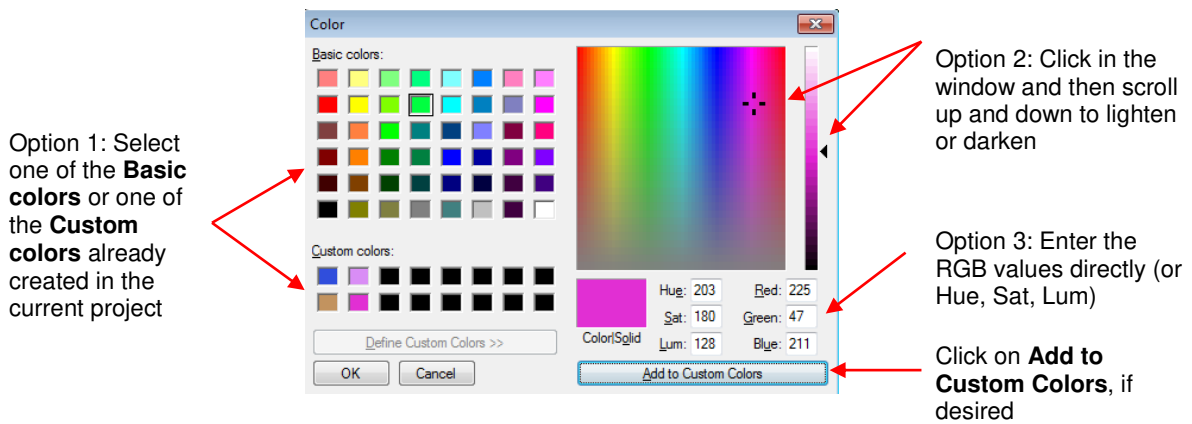 Color
Basic colors:
Custom colors:
Define Custom Colors >>
OK
Cancel
Hue: 203
Red: 225
Sat: 180
Green: 47
Color|Solid
Lum: 128
Blue: 211
Add to Custom Colors
Option 1: Select
one of the Basic
colors or one of
the Custom
colors already
created in the
current project
Option 2: Click in the
window and then scroll
up and down to lighten
or darken
Option 3: Enter the
RGB values directly (or
Hue, Sat, Lum)
Click on Add to
Custom Colors, if
desired